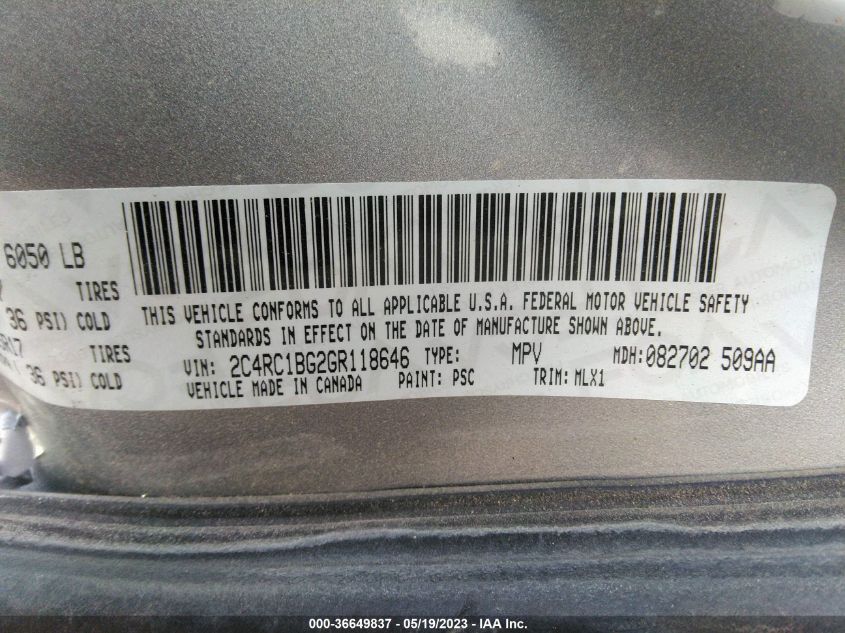 6050 LB
TIRES
36 PSI) COLD
R17 TIRES
36 PSI) COLD
THIS VEHICLE CONFORMS TO ALL APPLICABLE U.S.A. FEDERAL MOTOR VEHICLE SAFETY
STANDARDS IN EFFECT ON THE DATE OF MANUFACTURE SHOWN ABOVE.
VIN: 2C4RC1BG2GR118646 TYPE: MPV MDH:082702 509AA
VEHICLE MADE IN CANADA PAINT: PSC TRIM:MLX1
000-36649837 - 05/19/2023 - IAA Inc.